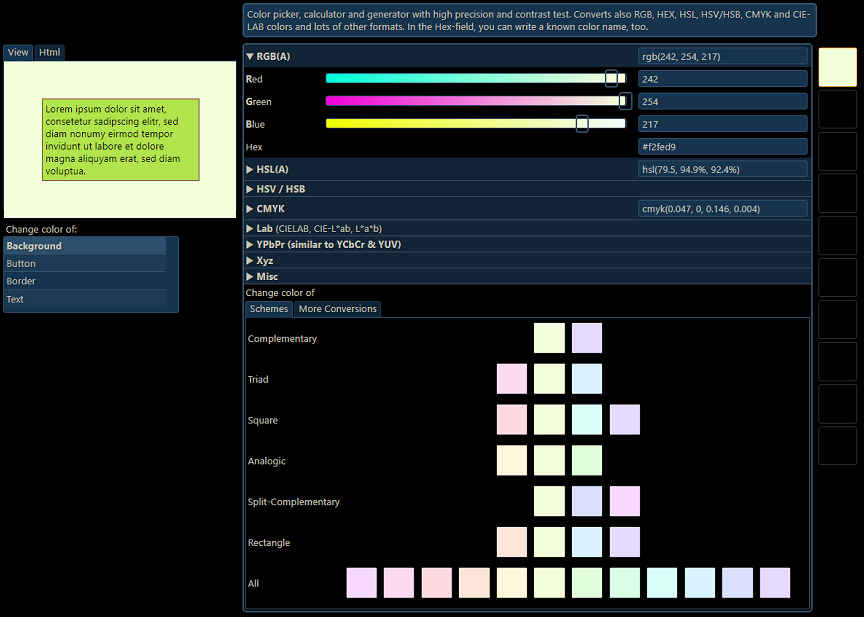 Color picker, calculator and generator with high precision and contrast test. Converts also RGB, HEX, HSL, HSV/HSB, CMYK and CIE-
LAB colors and lots of other formats. In the Hex-field, you can write a known color name, too.
View Html
Lorem ipsum dolor sit amet,
consetetur sadipscing elitr, sed
diam nonumy eirmod tempor
invidunt ut labore et dolore
magna aliquyam erat, sed diam
voluptua.
Change color of:
Background
Button
Border
Text
RGB(A) rgb(242, 254, 217)
Red 242
Green 254
Blue 217
Hex #f2fed9
HSL(A) hsl(79.5, 94.9%, 92.4%)
HSV / HSB
CMYK cmyk(0.047, 0, 0.146, 0.004)
Lab (CIELAB, CIE-L*ab, L*a*b)
YPbPr (similar to YCbCr & YUV)
Xyz
Misc
Change color of
Schemes More Conversions
Complementary
Triad
Square
Analogic
Split-Complementary
Rectangle
All